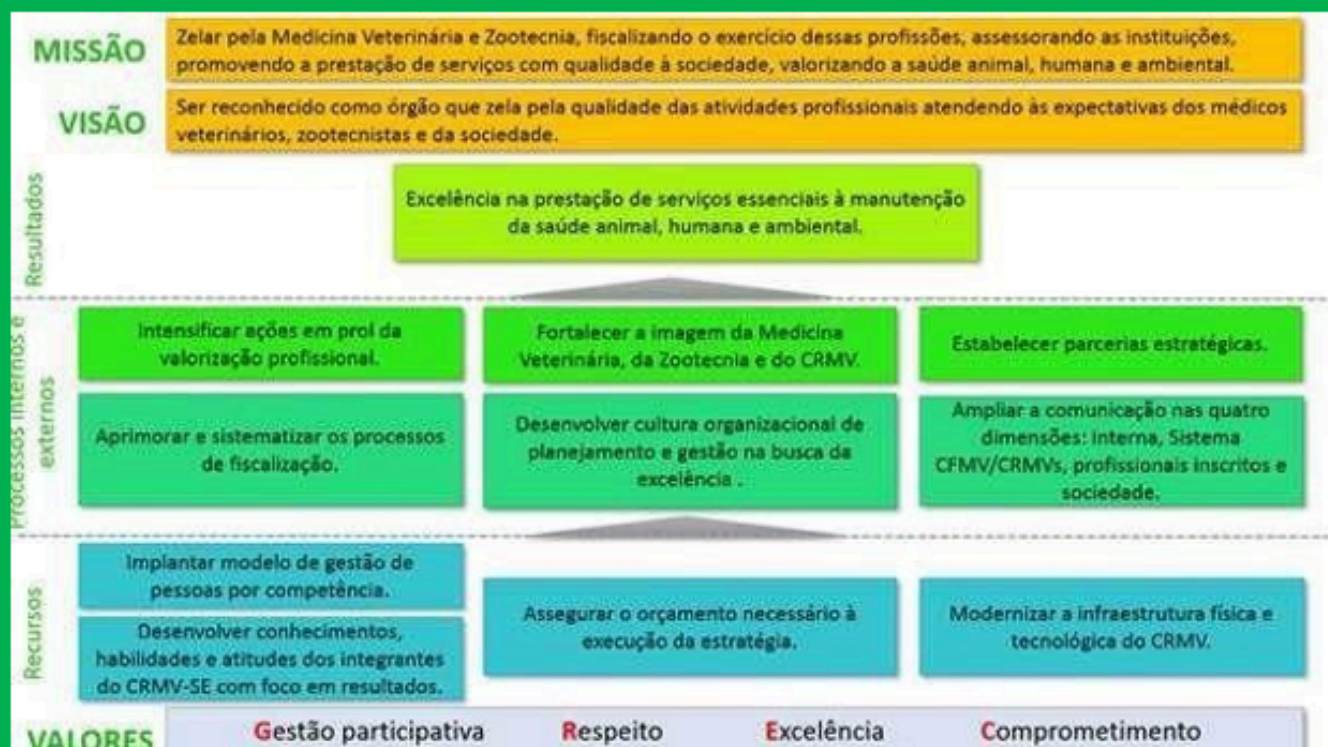 MISSÃO
Zelar pela Medicina Veterinária e Zootecnia, fiscalizando o exercício dessas profissões, assessorando as instituições,
promovendo a prestação de serviços com qualidade à sociedade, valorizando a saúde animal, humana e ambiental.
VISÃO
Ser reconhecido como órgão que zela pela qualidade das atividades profissionais atendendo às expectativas dos médicos
veterinários, zootecnistas e da sociedade.
Resultados
Excelência na prestação de serviços essenciais à manutenção
da saúde animal, humana e ambiental.
Processos internos e
externos
Intensificar ações em prol da
valorização profissional.
Fortalecer a imagem da Medicina
Veterinária, da Zootecnia e do CRMV.
Estabelecer parcerias estratégicas.
Aprimorar e sistematizar os processos
de fiscalização.
Desenvolver cultura organizacional de
planejamento e gestão na busca da
excelência .
Ampliar a comunicação nas quatro
dimensões: Interna, Sistema
CFMV/CRMVs, profissionais inscritos e
sociedade.
Recursos
Implantar modelo de gestão de
pessoas por competência.
Desenvolver conhecimentos,
habilidades e atitudes dos integrantes
do CRMV-SE com foco em resultados.
Assegurar o orçamento necessário à
execução da estratégia.
Modernizar a infraestrutura física e
tecnológica do CRMV.
VALORES
Gestão participativa
Respeito
Excelência
Comprometimento